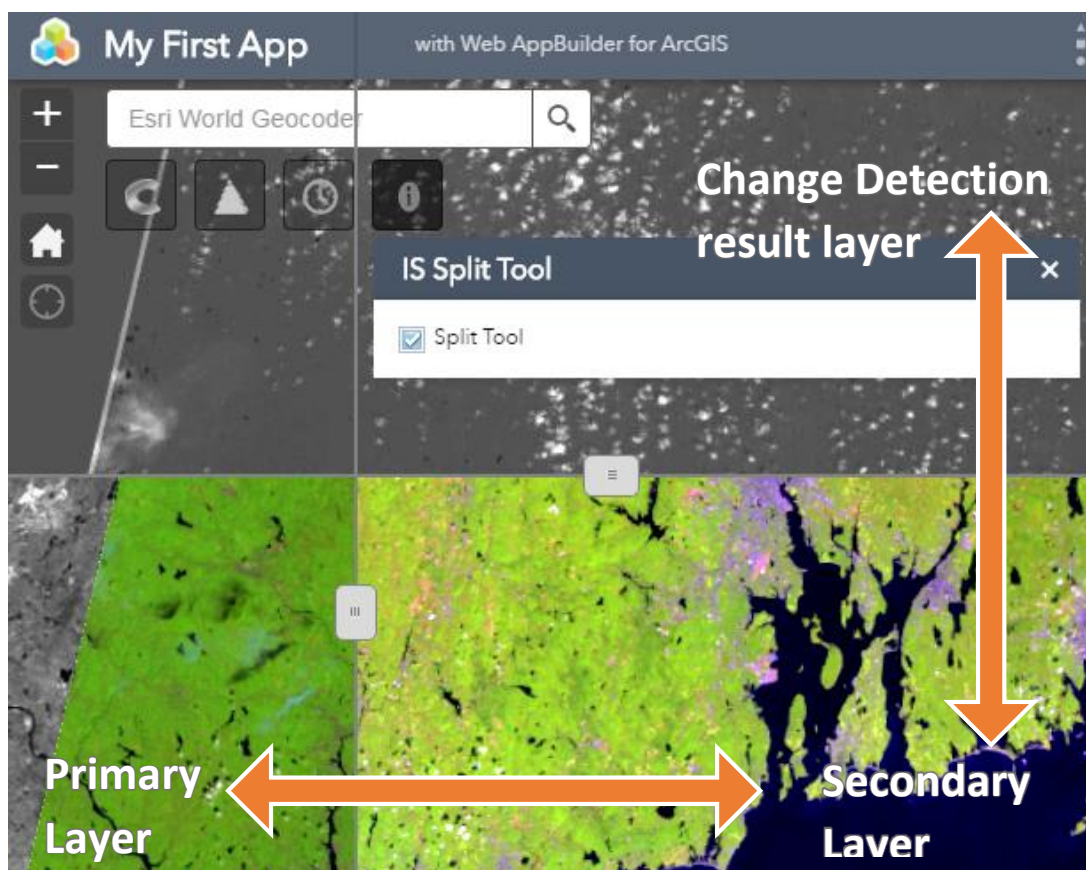 My First App
with Web AppBuilder for ArcGIS
Esri World Geocoder
Change Detection
result layer
IS Split Tool
Split Tool
Primary
Layer
Secondary
Layer